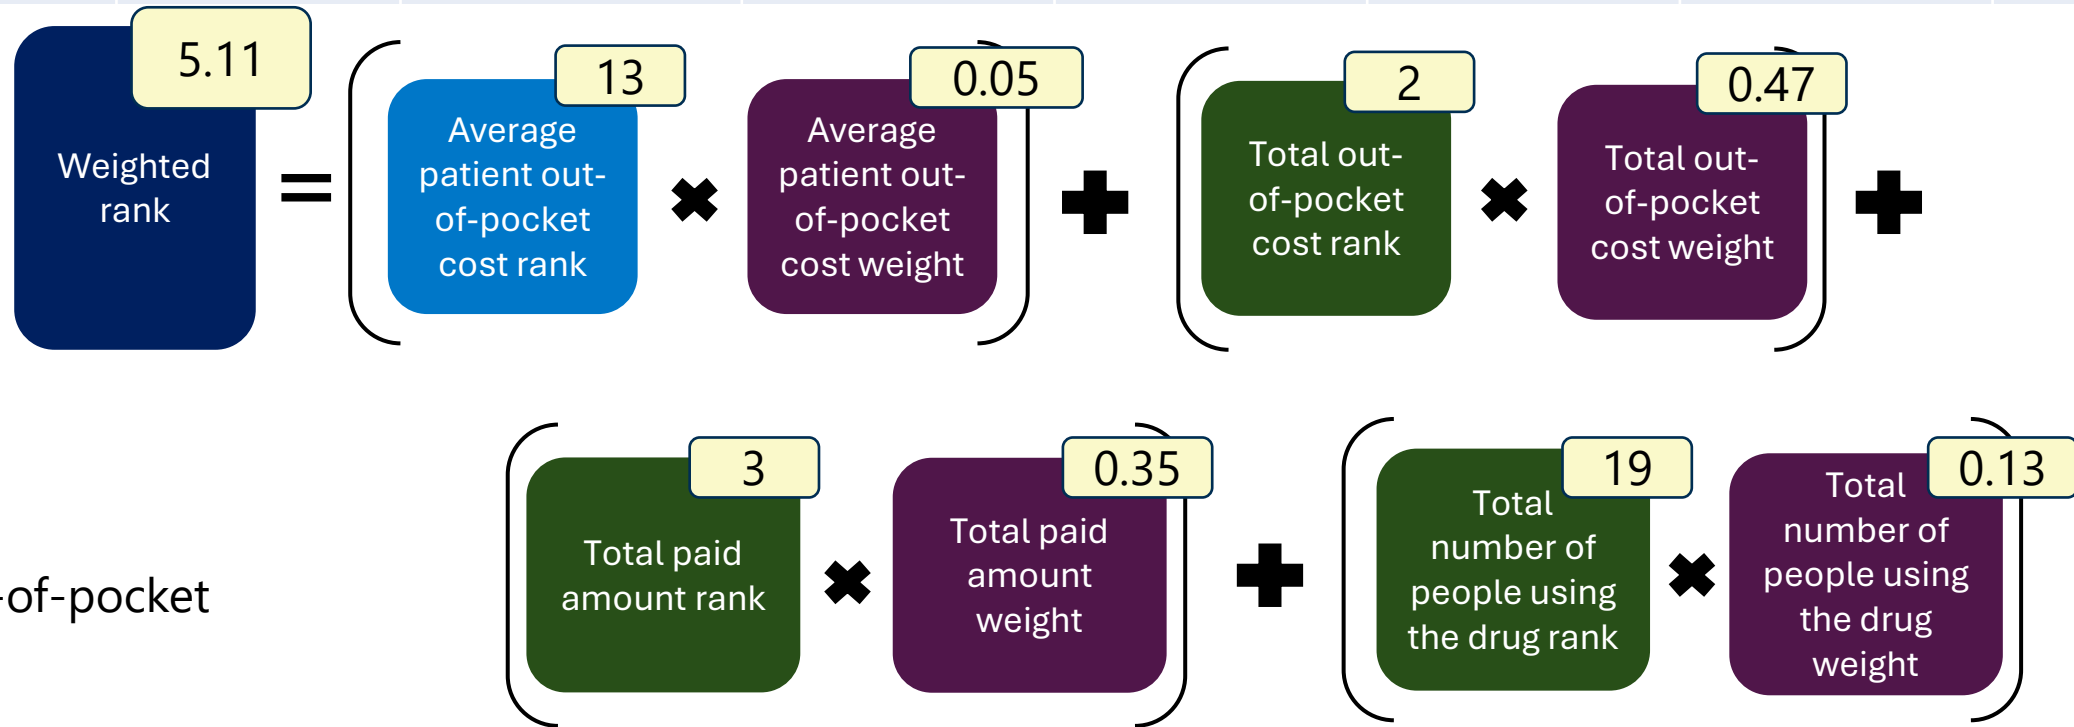 5.11
Weighted
rank
=
13
Average
patient out-
of-pocket
cost rank
×
0.05
Average
patient out-
of-pocket
cost weight
+
2
Total out-
of-pocket
cost rank
×
0.47
Total out-
of-pocket
cost weight
+
-of-pocket
3
Total paid
amount rank
×
0.35
Total paid
amount
weight
+
19
Total
number of
people using
the drug rank
×
0.13
Total
number of
people using
the drug
weight